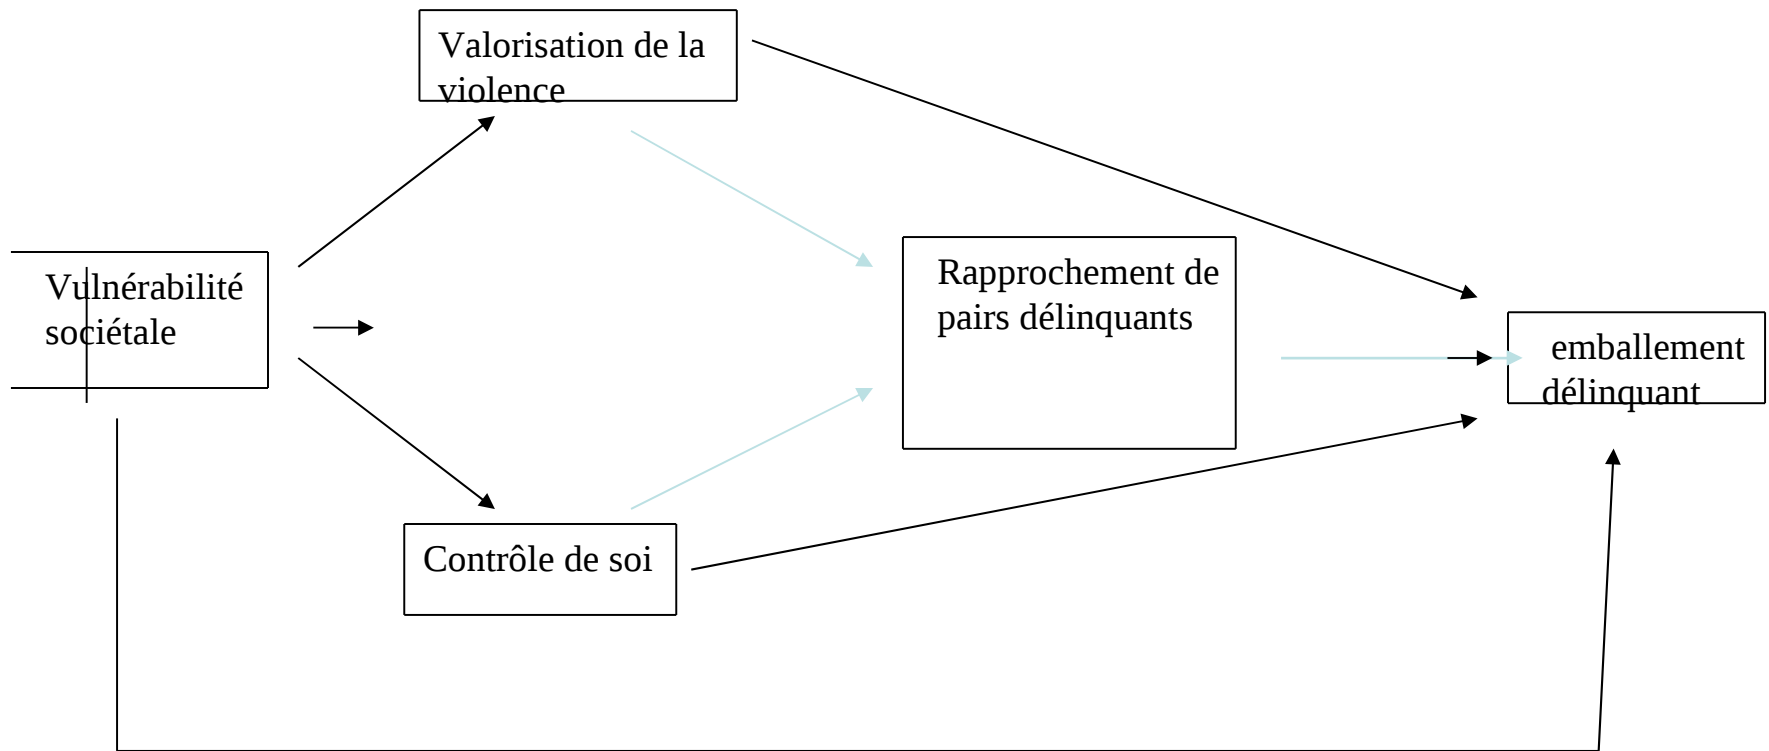 Valorisation de la
violence
Vulnérabilité
sociétale
Rapprochement de
pairs délinquants
emballement
délinquant
Contrôle de soi